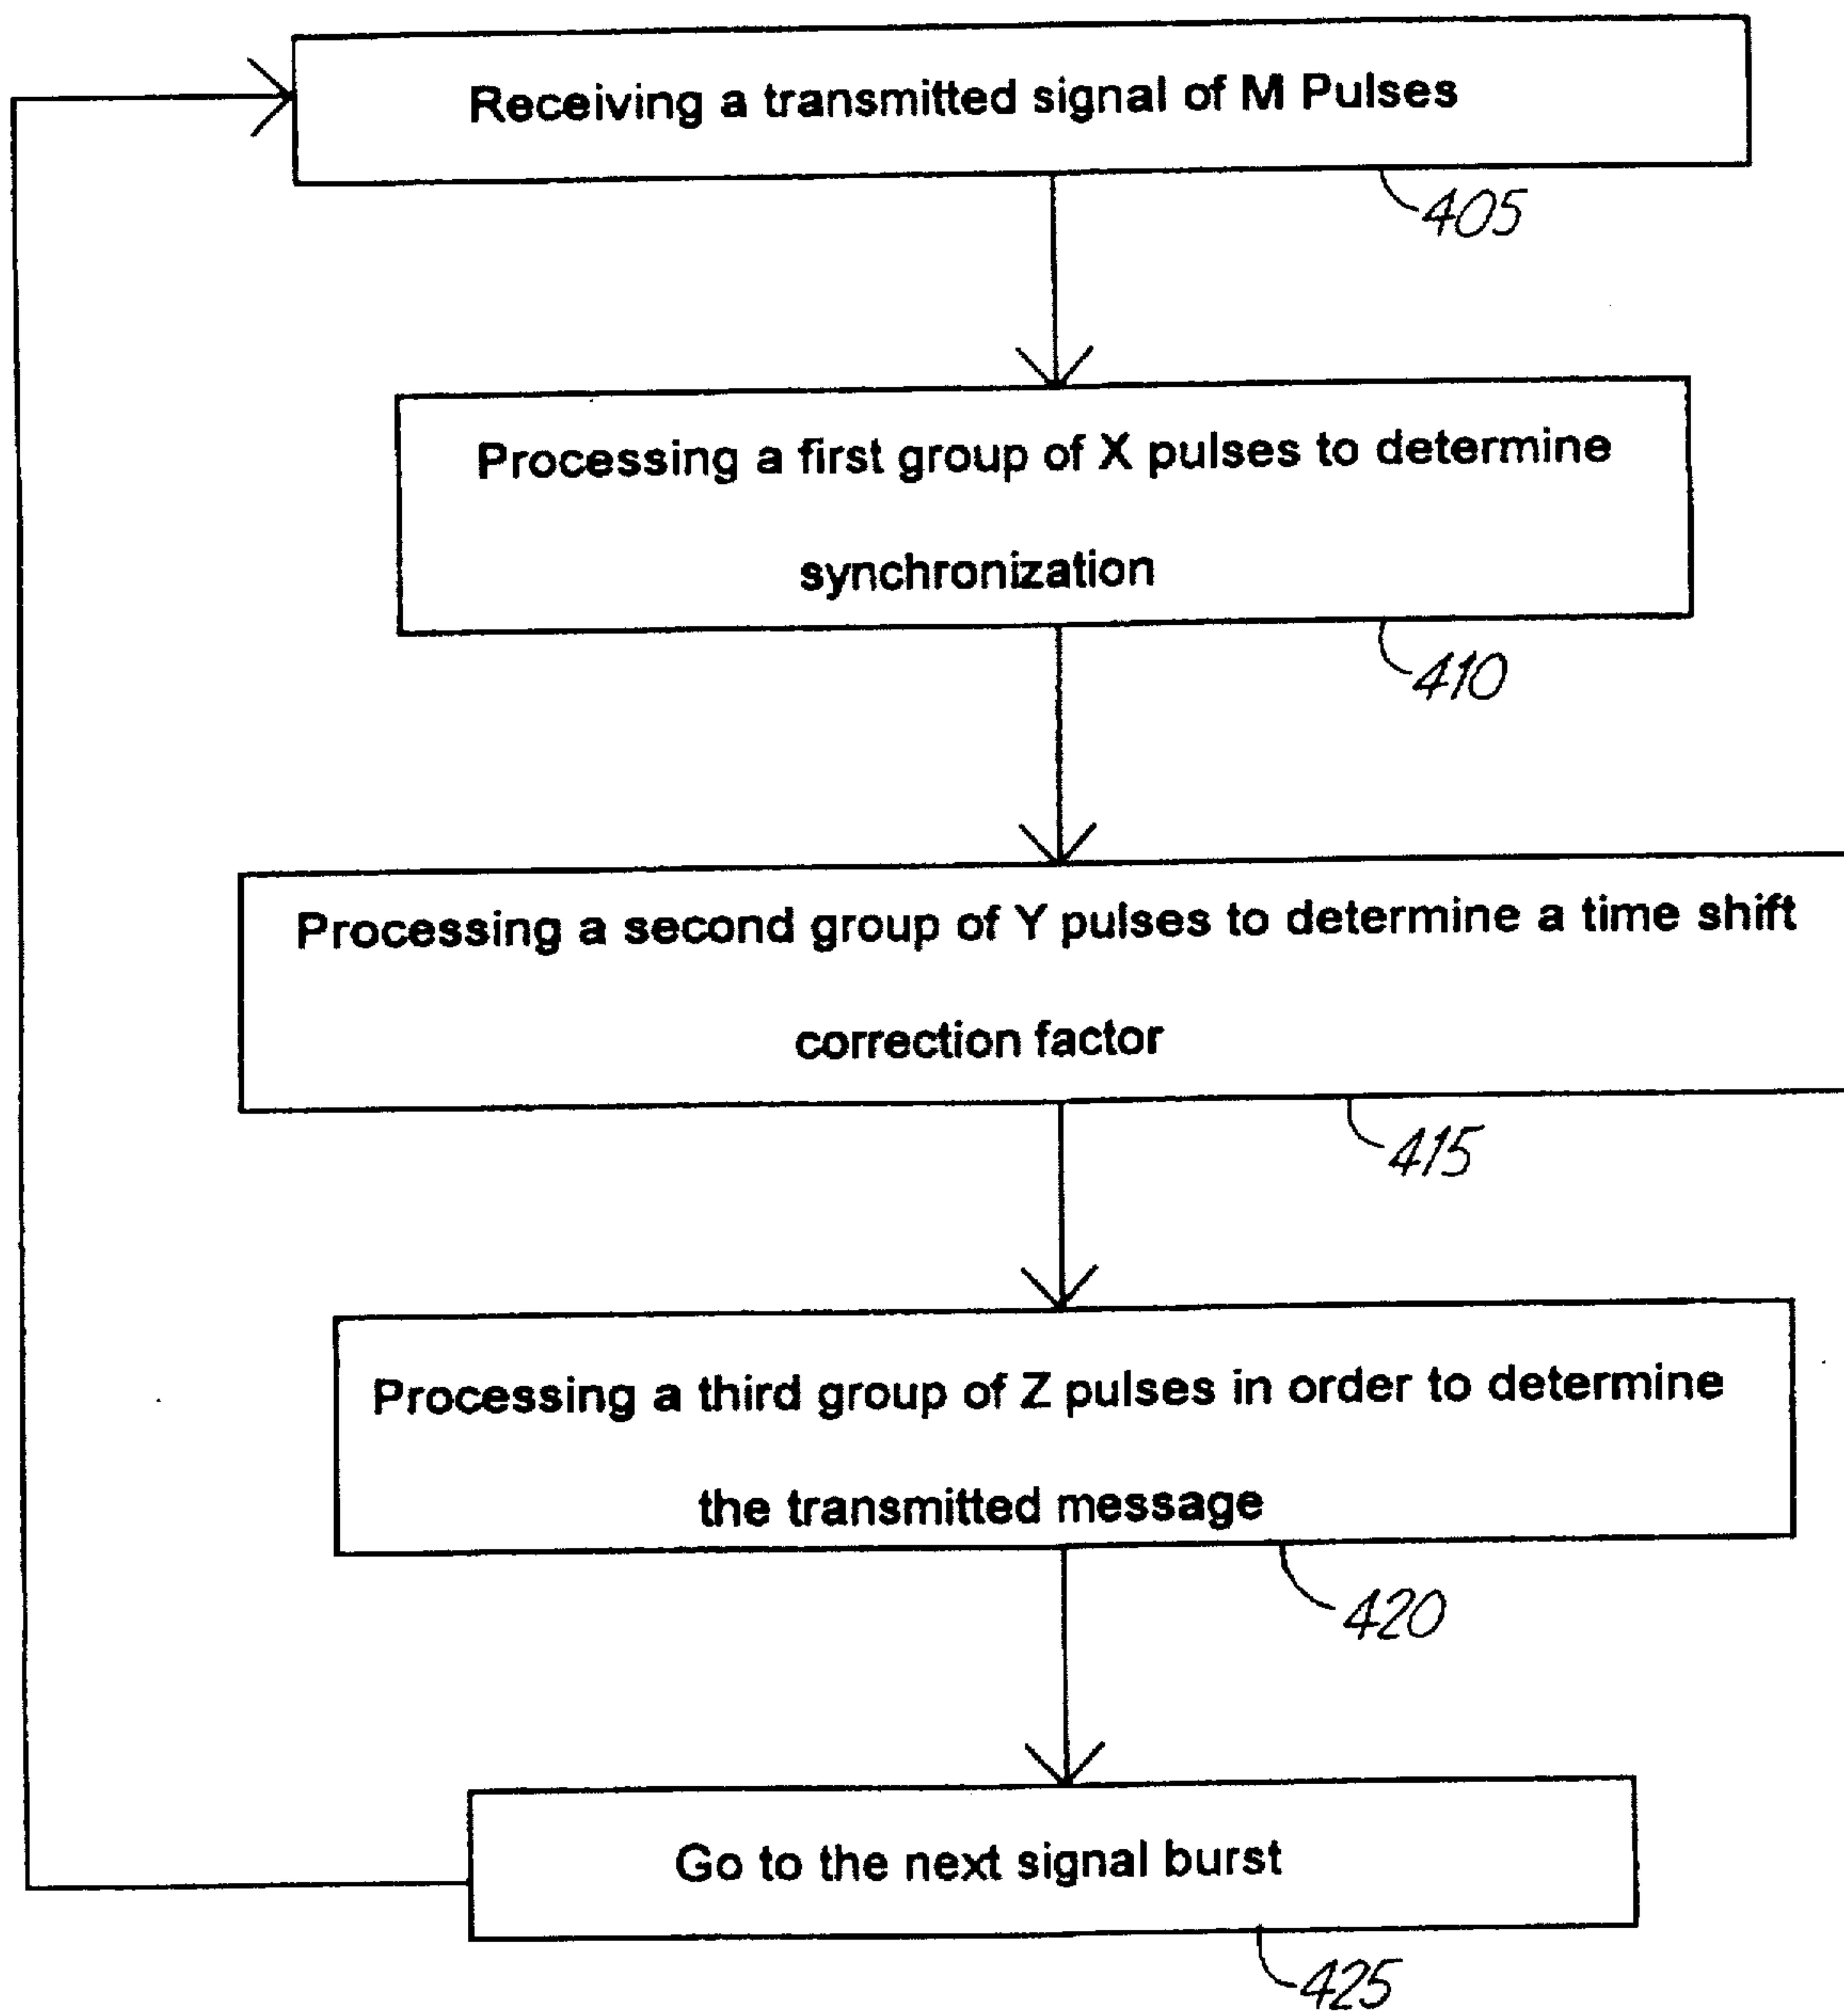 Receiving a transmitted signal of M Pulses
405
Processing a first group of X pulses to determine
synchronization
410
Processing a second group of Y pulses to determine a time shift
correction factor
415
Processing a third group of Z pulses in order to determine
the transmitted message
420
Go to the next signal burst
425